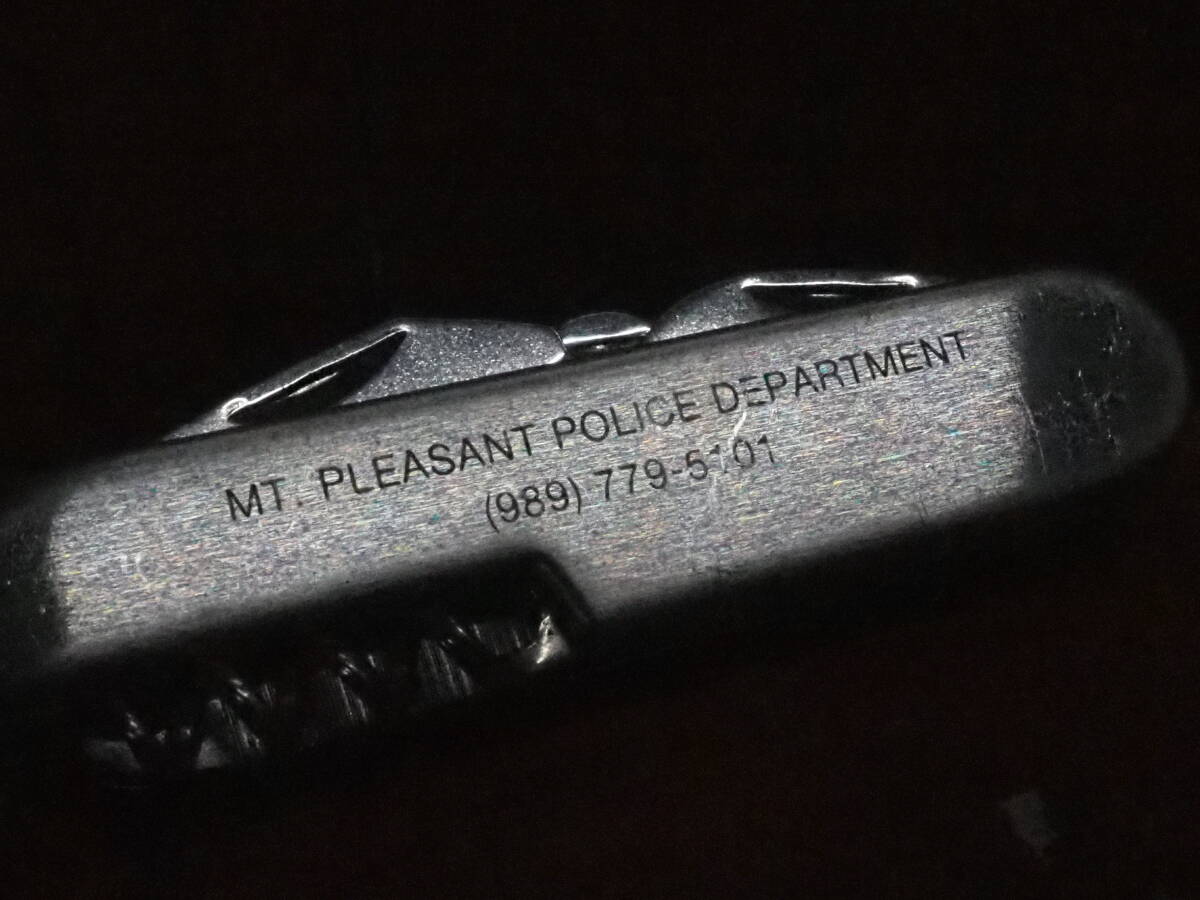 MT. PLEASANT POLICE DEPARTMENT
(989) 779-5101